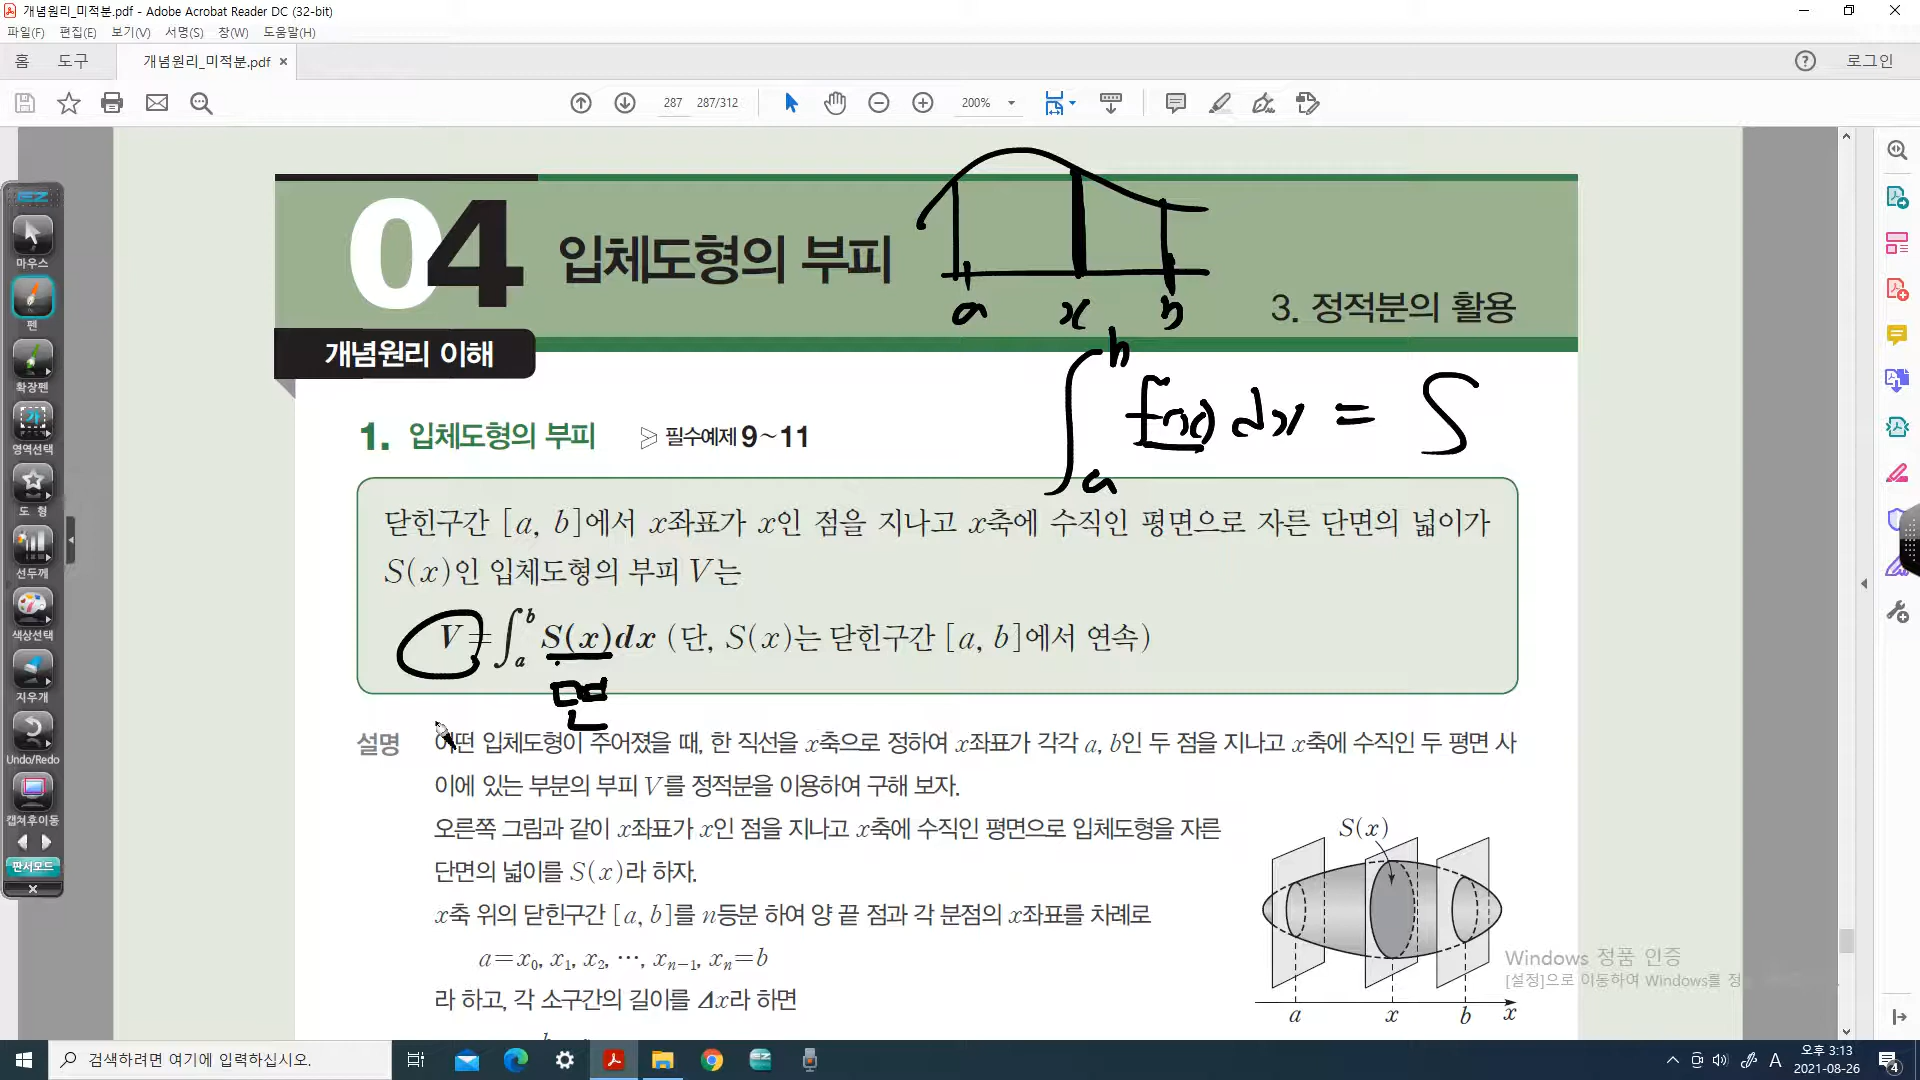 개념원리_미적분.pdf - Adobe Acrobat Reader DC (32-bit)
파일(F) 편집(E) 보기(V) 서명(S) 창(W) 도움말(H)
홈 도구 개념원리_미적분.pdf × 로그인
287 287/312 200%
04 입체도형의 부피
a x b
3. 정적분의 활용
개념원리 이해
∫ₐᵇ f(x) dx = S
1. 입체도형의 부피 ▷ 필수예제 9~11
닫힌구간 [a, b]에서 x좌표가 x인 점을 지나고 x축에 수직인 평면으로 자른 단면의 넓이가
S(x)인 입체도형의 부피 V는
V=∫ₐᵇ S(x)dx (단, S(x)는 닫힌구간 [a, b]에서 연속)
면
설명 어떤 입체도형이 주어졌을 때, 한 직선을 x축으로 정하여 x좌표가 각각 a, b인 두 점을 지나고 x축에 수직인 두 평면 사
이에 있는 부분의 부피 V를 정적분을 이용하여 구해 보자.
오른쪽 그림과 같이 x좌표가 x인 점을 지나고 x축에 수직인 평면으로 입체도형을 자른
단면의 넓이를 S(x)라 하자.
x축 위의 닫힌구간 [a, b]를 n등분 하여 양 끝 점과 각 분점의 x좌표를 차례로
a=x₀, x₁, x₂, ⋯, xₙ₋₁, xₙ=b
라 하고, 각 소구간의 길이를 Δx라 하면
S(x)
a x b x
Windows 정품 인증
[설정]으로 이동하여 Windows를 정
EZ
마우스
펜
확장펜
영역선택
도 형
선두께
색상선택
지우개
Undo/Redo
캡쳐후이동
판서모드
×
검색하려면 여기에 입력하십시오.
EZ
A 오후 3:13
2021-08-26
4